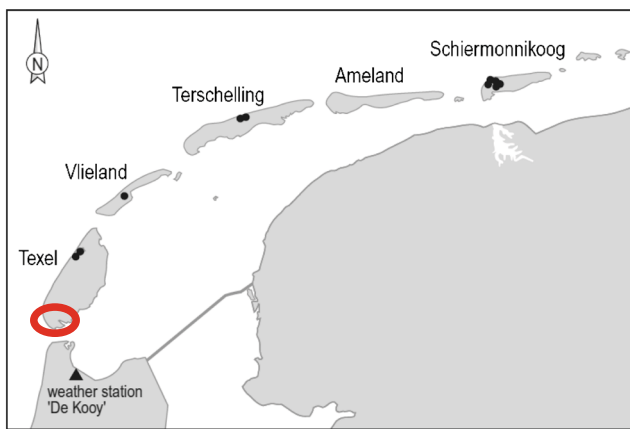 N
Schiermonnikoog
Ameland
Terschelling
Vlieland
Texel
weather station
'De Kooy'